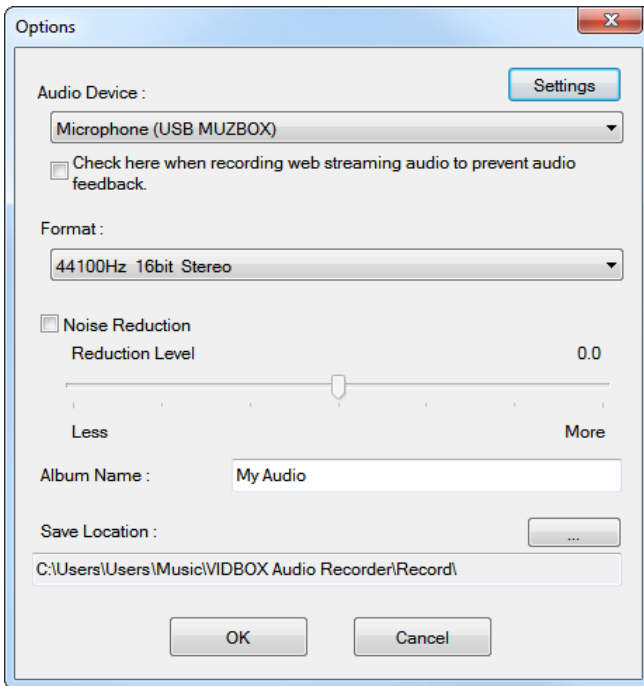 Options
Settings
Audio Device :
Microphone (USB MUZBOX)
Check here when recording web streaming audio to prevent audio
feedback.
Format :
44100Hz 16bit Stereo
Noise Reduction
Reduction Level 0.0
Less More
Album Name : My Audio
Save Location : ...
C:\Users\Users\Music\VIDBOX Audio Recorder\Record\
OK Cancel